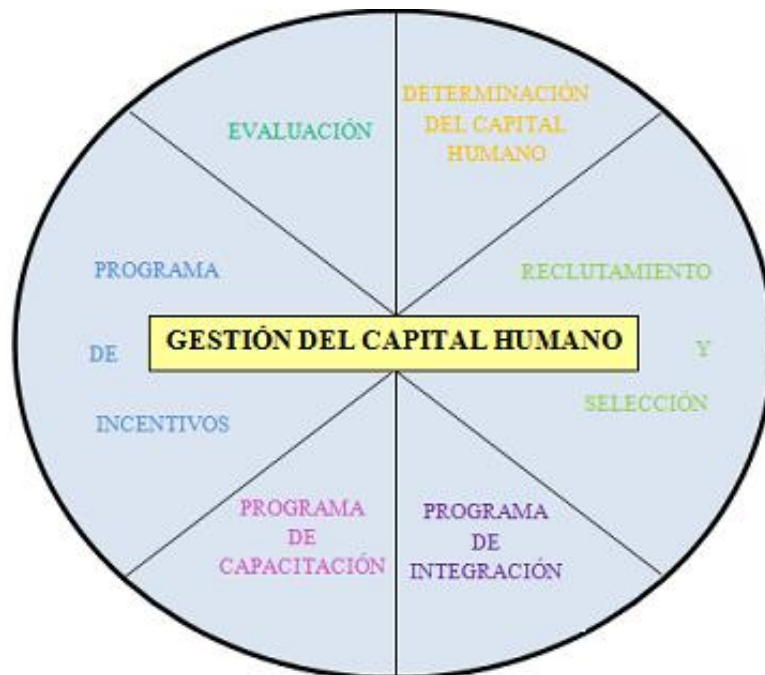 EVALUACIÓN
DETERMINACIÓN
DEL CAPITAL
HUMANO
PROGRAMA
DE
INCENTIVOS
RECLUTAMIENTO
Y
SELECCIÓN
GESTIÓN DEL CAPITAL HUMANO
PROGRAMA
DE
CAPACITACIÓN
PROGRAMA
DE
INTEGRACIÓN